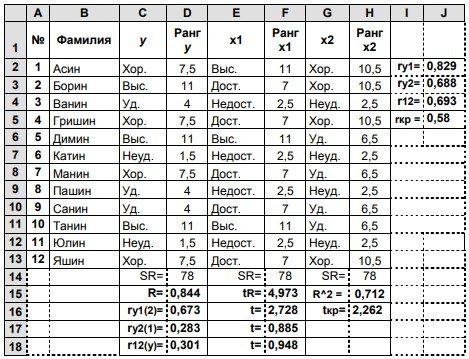 A B C D E F G H I J
1 № Фамилия y Ранг y x1 Ранг x1 x2 Ранг x2
2 1 Асин Хор. 7,5 Выс. 11 Хор. 10,5 ry1= 0,829
3 2 Борин Выс. 11 Дост. 7 Хор. 10,5 ry2= 0,688
4 3 Ванин Уд. 4 Недост. 2,5 Неуд. 2,5 r12= 0,693
5 4 Гришин Хор. 7,5 Дост. 7 Хор. 10,5 rкр = 0,58
6 5 Димин Выс. 11 Выс. 11 Уд. 6,5
7 6 Катин Неуд. 1,5 Недост. 2,5 Неуд. 2,5
8 7 Манин Хор. 7,5 Дост. 7 Уд. 6,5
9 8 Пашин Уд. 4 Недост. 2,5 Неуд. 2,5
10 9 Санин Уд. 4 Дост. 7 Уд. 6,5
11 10 Танин Выс. 11 Выс. 11 Уд. 6,5
12 11 Юлин Неуд. 1,5 Недост. 2,5 Неуд. 2,5
13 12 Яшин Хор. 7,5 Дост. 7 Хор. 10,5
14 SR= 78 SR= 78 SR= 78
15 R= 0,844 tR= 4,973 R^2 = 0,712
16 ry1(2)= 0,673 t= 2,728 tкр= 2,262
17 ry2(1)= 0,283 t= 0,885
18 r12(y)= 0,301 t= 0,948